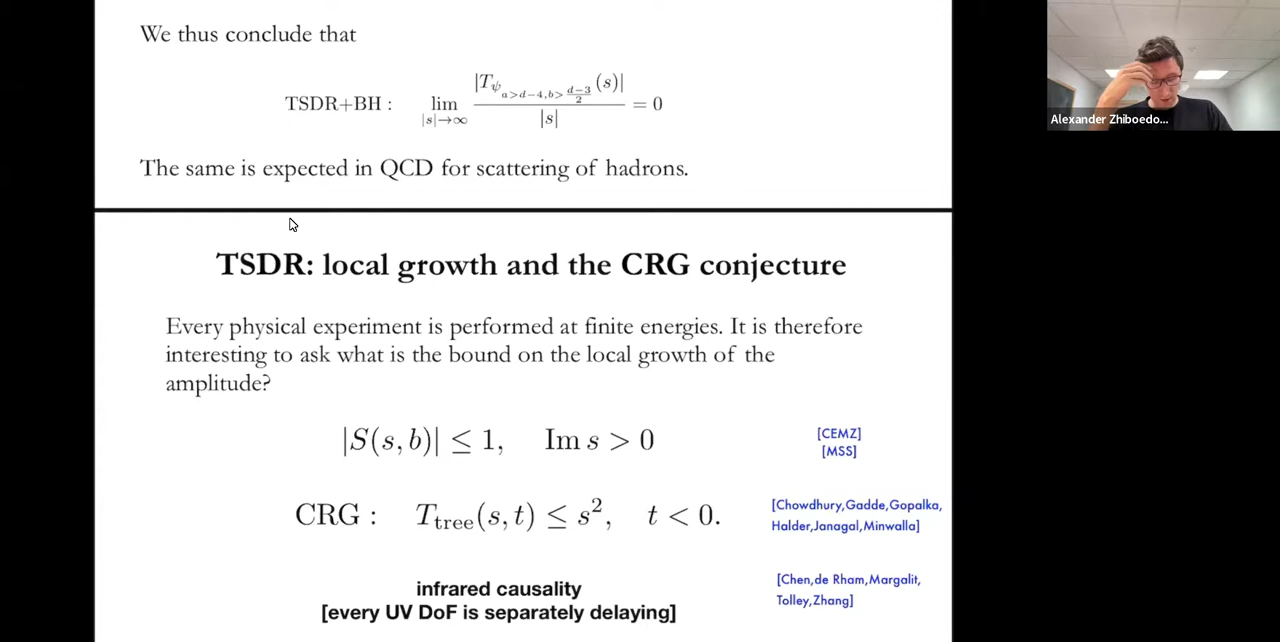 We thus conclude that
TSDR+BH : lim_{|s|→∞} |T_{ψ_{a>d−4,b>\frac{d−3}{2}}}(s)| / |s| = 0
The same is expected in QCD for scattering of hadrons.
Alexander Zhiboedo...
TSDR: local growth and the CRG conjecture
Every physical experiment is performed at finite energies. It is therefore
interesting to ask what is the bound on the local growth of the
amplitude?
|S(s, b)| ≤ 1, Im s > 0
[CEMZ]
[MSS]
CRG : T_{tree}(s, t) ≤ s^2, t < 0.
[Chowdhury,Gadde,Gopalka,
Halder,Janagal,Minwalla]
infrared causality
[every UV DoF is separately delaying]
[Chen,de Rham,Margalit,
Tolley,Zhang]